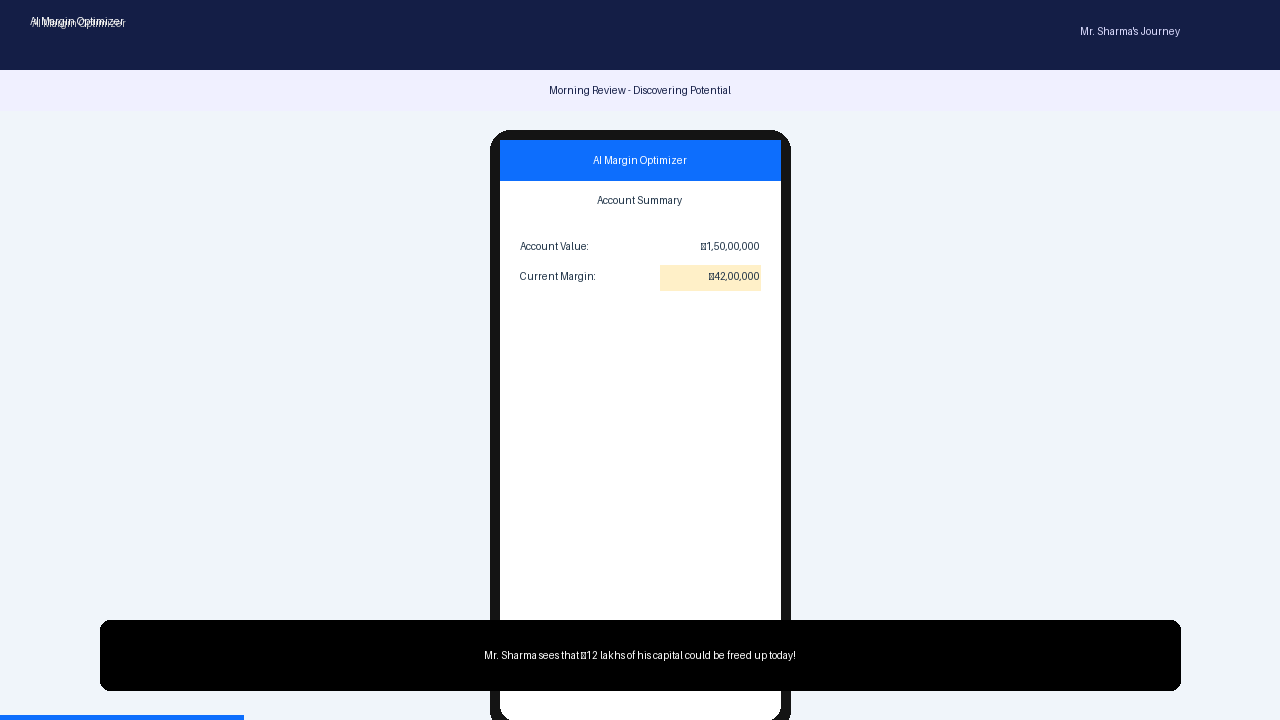 AI Margin Optimizer
Mr. Sharma's Journey
Morning Review - Discovering Potential
AI Margin Optimizer
Account Summary
Account Value: 1,50,00,000
Current Margin: 42,00,000
Mr. Sharma sees that 12 lakhs of his capital could be freed up today!